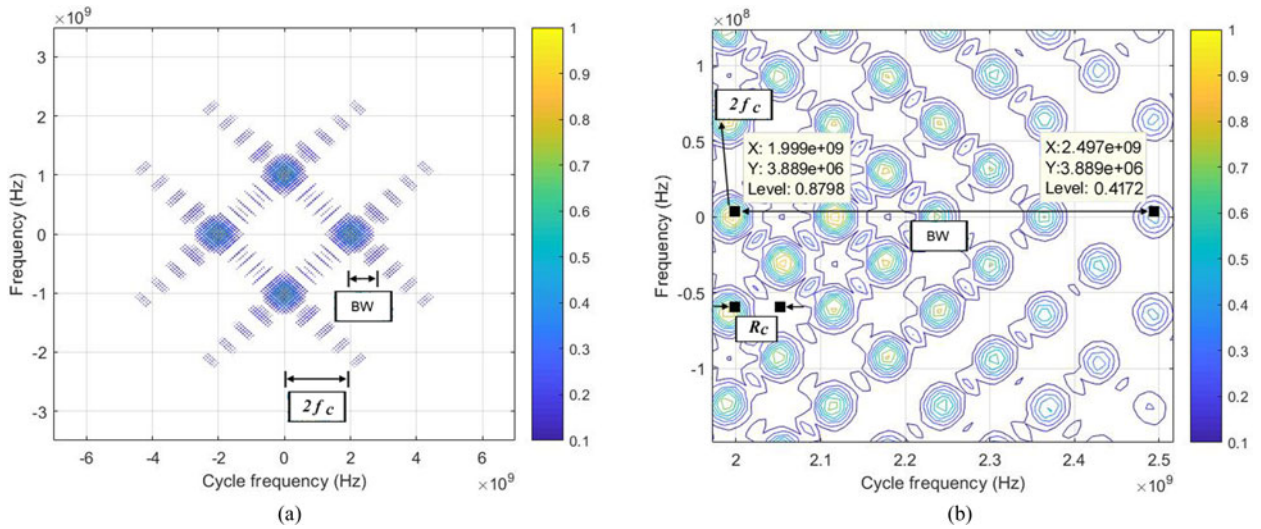 ×10⁹
3
2
1
0
-1
-2
-3
Frequency (Hz)
-6 -4 -2 0 2 4 6
Cycle frequency (Hz)
×10⁹
BW
2f c
1
0.9
0.8
0.7
0.6
0.5
0.4
0.3
0.2
0.1
(a)
×10⁸
1
0.5
0
-0.5
-1
Frequency (Hz)
2 2.1 2.2 2.3 2.4 2.5
Cycle frequency (Hz)
×10⁹
2f c
X: 1.999e+09
Y: 3.889e+06
Level: 0.8798
X: 2.497e+09
Y:3.889e+06
Level: 0.4172
BW
R c
1
0.9
0.8
0.7
0.6
0.5
0.4
0.3
0.2
0.1
(b)